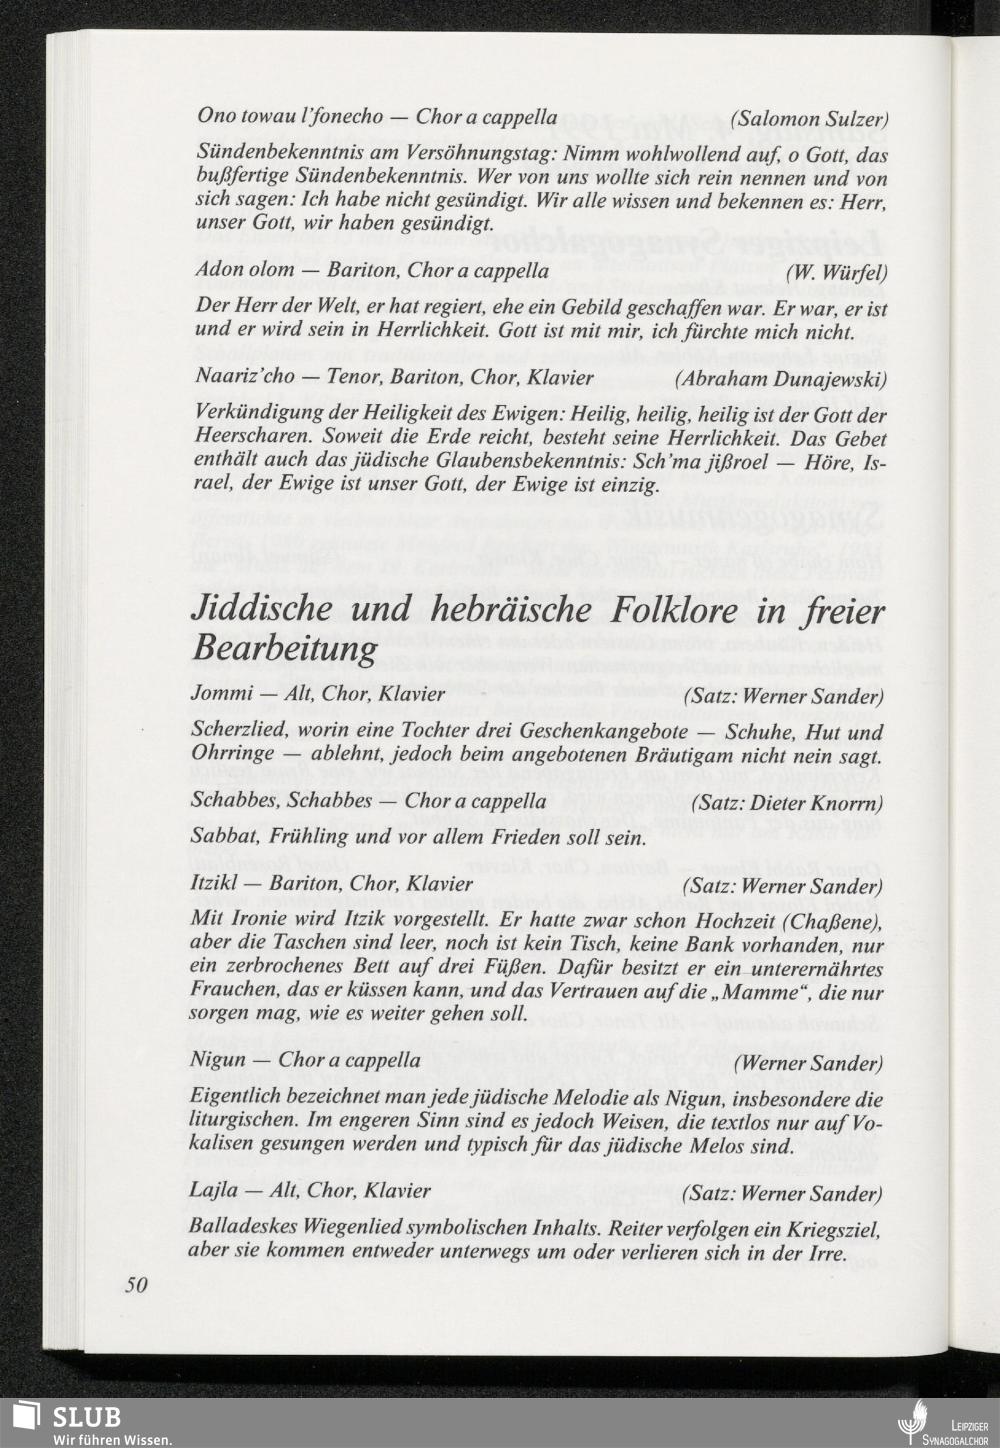 Ono towau l'fonecho — Chor a cappella (Salomon Sulzer)
Sündenbekenntnis am Versöhnungstag: Nimm wohlwollend auf, o Gott, das
bußfertige Sündenbekenntnis. Wer von uns wollte sich rein nennen und von
sich sagen: Ich habe nicht gesündigt. Wir alle wissen und bekennen es: Herr,
unser Gott, wir haben gesündigt.
Adon olom — Bariton, Chor a cappella (W. Würfel)
Der Herr der Welt, er hat regiert, ehe ein Gebild geschaffen war. Er war, er ist
und er wird sein in Herrlichkeit. Gott ist mit mir, ich fürchte mich nicht.
Naariz'cho — Tenor, Bariton, Chor, Klavier (Abraham Dunajewski)
Verkündigung der Heiligkeit des Ewigen: Heilig, heilig, heilig ist der Gott der
Heerscharen. Soweit die Erde reicht, besteht seine Herrlichkeit. Das Gebet
enthält auch das jüdische Glaubensbekenntnis: Sch'ma jißroel — Höre, Is-
rael, der Ewige ist unser Gott, der Ewige ist einzig.
Jiddische und hebräische Folklore in freier
Bearbeitung
Jommi — Alt, Chor, Klavier (Satz: Werner Sander)
Scherzlied, worin eine Tochter drei Geschenkangebote — Schuhe, Hut und
Ohrringe — ablehnt, jedoch beim angebotenen Bräutigam nicht nein sagt.
Schabbes, Schabbes — Chor a cappella (Satz: Dieter Knorrn)
Sabbat, Frühling und vor allem Frieden soll sein.
Itzikl — Bariton, Chor, Klavier (Satz: Werner Sander)
Mit Ironie wird Itzik vorgestellt. Er hatte zwar schon Hochzeit (Chaßene),
aber die Taschen sind leer, noch ist kein Tisch, keine Bank vorhanden, nur
ein zerbrochenes Bett auf drei Füßen. Dafür besitzt er ein unterernährtes
Frauchen, das er küssen kann, und das Vertrauen auf die „Mamme“, die nur
sorgen mag, wie es weiter gehen soll.
Nigun — Chor a cappella (Werner Sander)
Eigentlich bezeichnet man jede jüdische Melodie als Nigun, insbesondere die
liturgischen. Im engeren Sinn sind es jedoch Weisen, die textlos nur auf Vo-
kalisen gesungen werden und typisch für das jüdische Melos sind.
Lajla — Alt, Chor, Klavier (Satz: Werner Sander)
Balladeskes Wiegenlied symbolischen Inhalts. Reiter verfolgen ein Kriegsziel,
aber sie kommen entweder unterwegs um oder verlieren sich in der Irre.
50
SLUB
Wir führen Wissen.
LEIPZIGER
SYNAGOGALCHOR